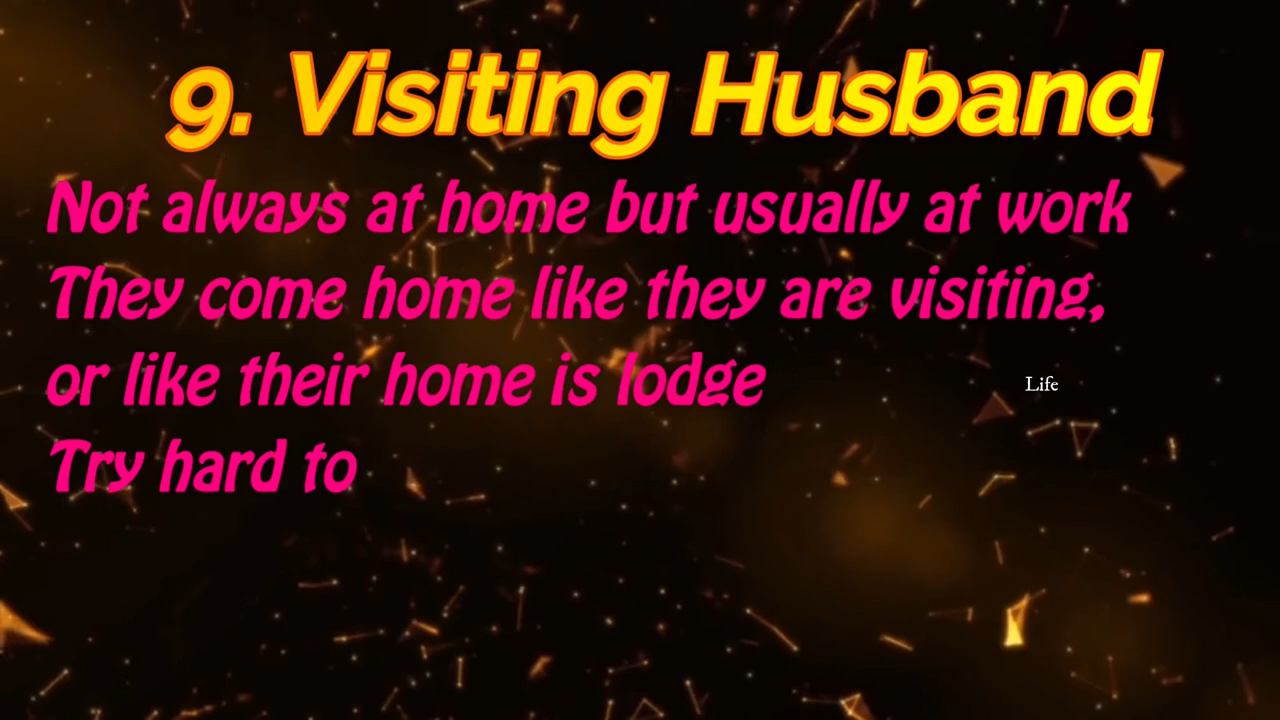 9. Visiting Husband
Not always at home but usually at work
They come home like they are visiting,
or like their home is lodge
Life
Try hard to